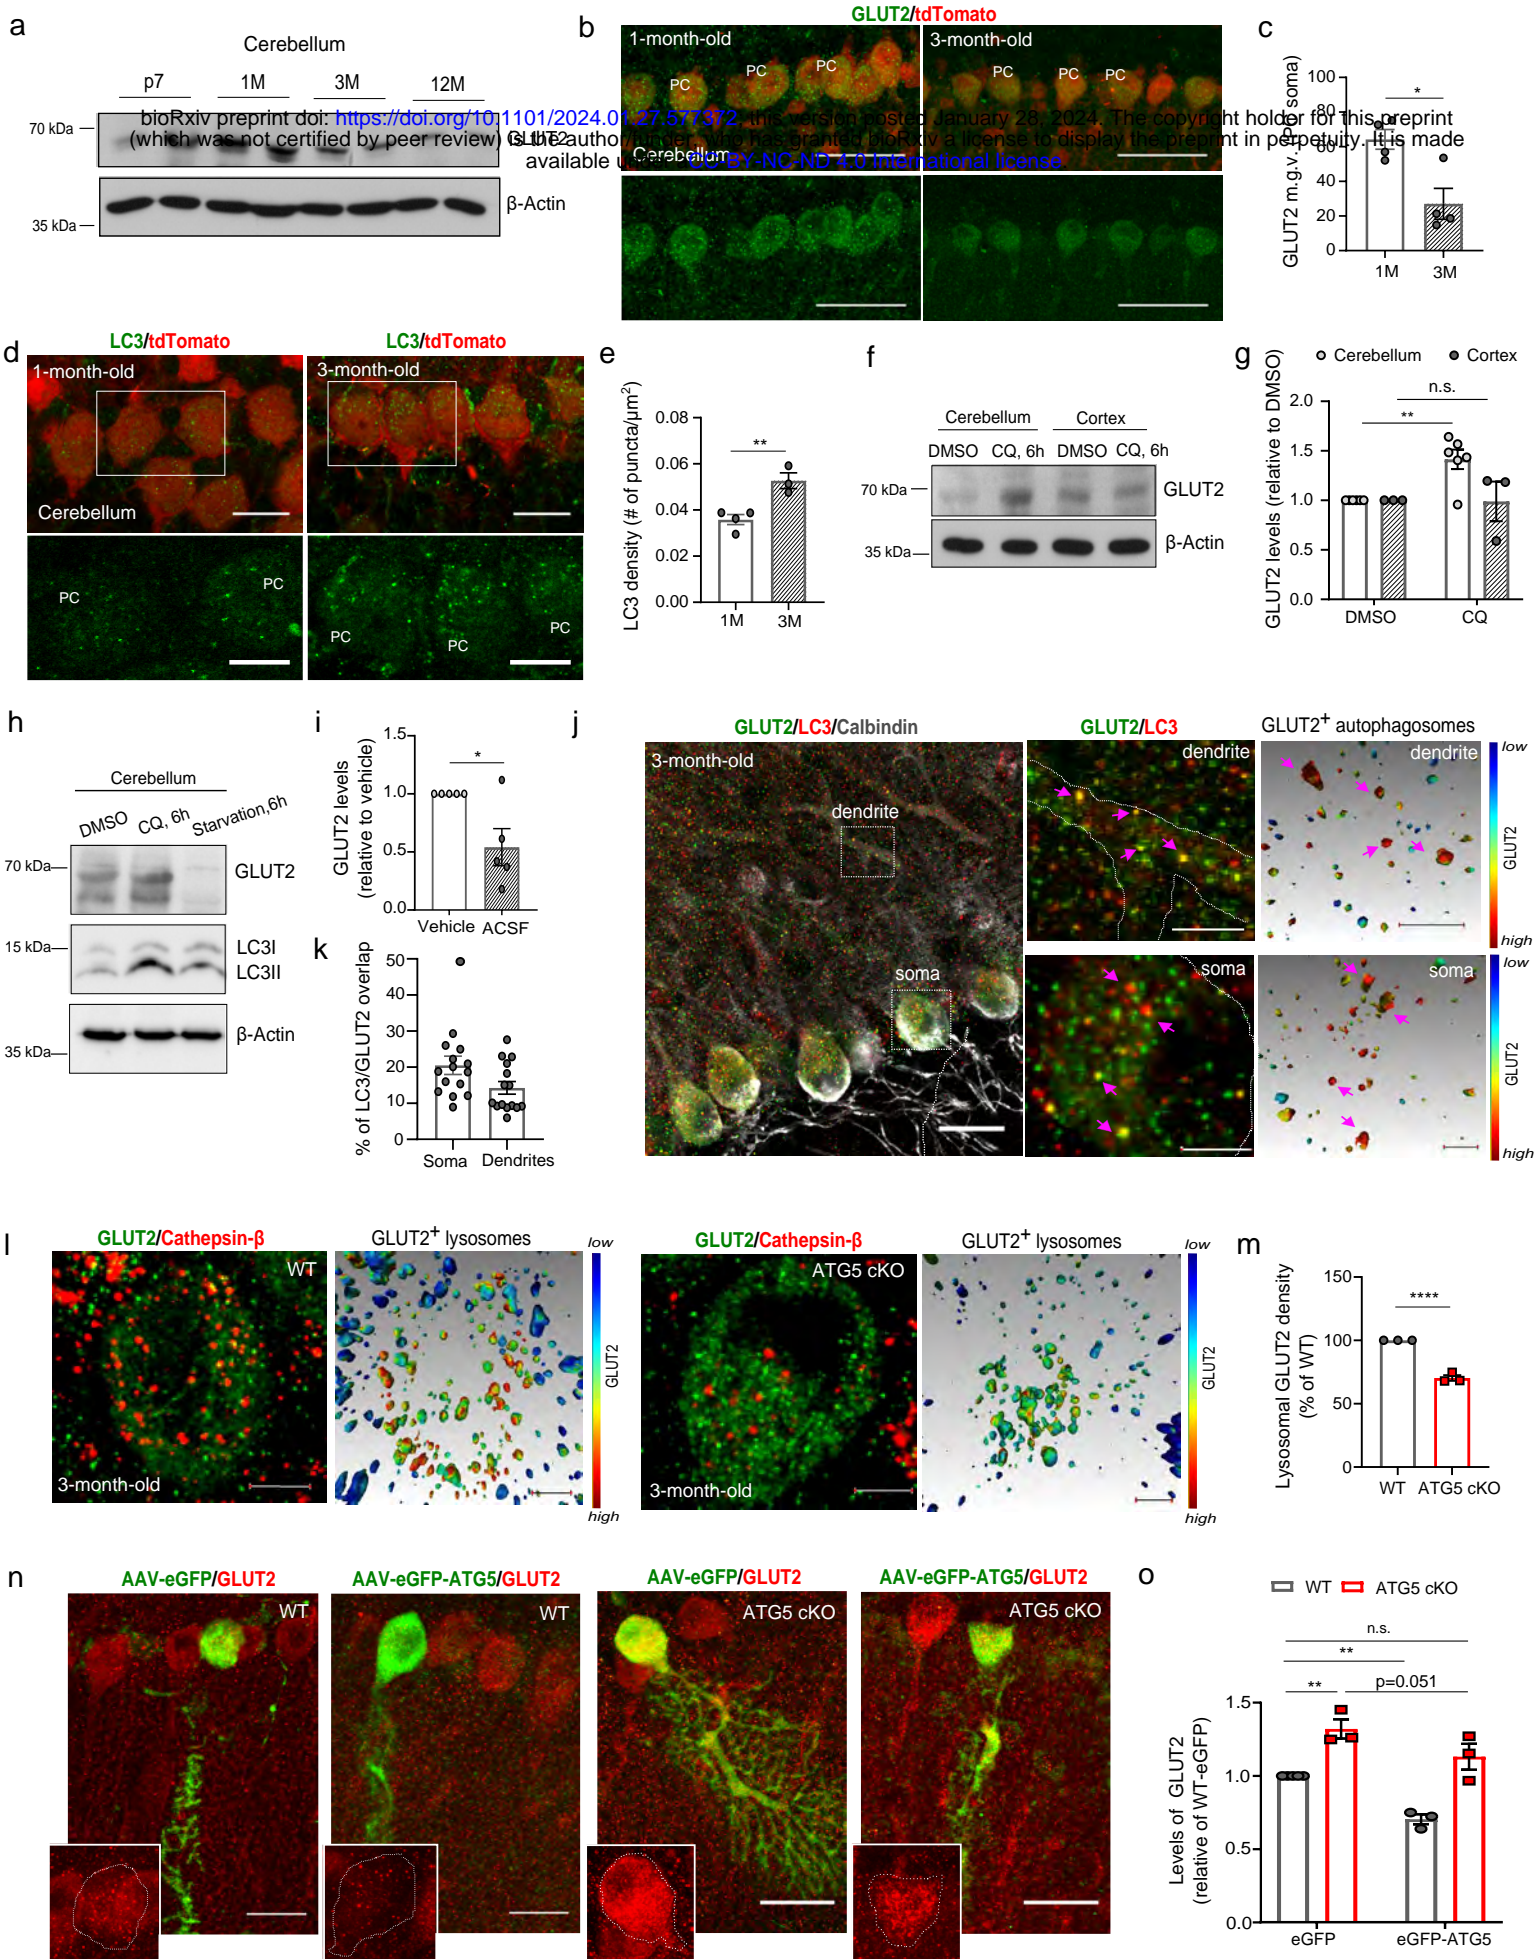 a
Cerebellum
p7 1M 3M 12M
70 kDa
GLUT2
35 kDa
β-Actin
bioRxiv preprint doi: https://doi.org/10.1101/2024.01.27.577372; this version posted January 28, 2024. The copyright holder for this preprint
(which was not certified by peer review) is the author/funder, who has granted bioRxiv a license to display the preprint in perpetuity. It is made
available under a CC-BY-NC-ND 4.0 International license.
b
GLUT2/tdTomato
1-month-old
PC PC PC
Cerebellum
3-month-old
PC PC PC
c
GLUT2 m.g.v. (PC soma)
100
80
60
40
20
0
*
1M 3M
d
LC3/tdTomato LC3/tdTomato
1-month-old 3-month-old
Cerebellum
PC PC
PC PC PC
e
LC3 density (# of puncta/µm²)
0.08
0.06
0.04
0.02
0.00
**
1M 3M
f
Cerebellum Cortex
DMSO CQ, 6h DMSO CQ, 6h
70 kDa
GLUT2
35 kDa
β-Actin
g
Cerebellum Cortex
GLUT2 levels (relative to DMSO)
2.0
1.5
1.0
0.5
0.0
n.s.
**
DMSO CQ
h
Cerebellum
DMSO CQ, 6h Starvation,6h
70 kDa
GLUT2
15 kDa
LC3I
LC3II
β-Actin
35 kDa
i
GLUT2 levels
(relative to vehicle)
1.5
1.0
0.5
0.0
*
Vehicle ACSF
j
GLUT2/LC3/Calbindin
3-month-old
dendrite
soma
GLUT2/LC3
dendrite
soma
GLUT2+ autophagosomes
dendrite
soma
low
GLUT2
high
low
GLUT2
high
k
% of LC3/GLUT2 overlap
50
40
30
20
10
0
Soma Dendrites
l
GLUT2/Cathepsin-β
WT
3-month-old
GLUT2+ lysosomes
low
GLUT2
high
GLUT2/Cathepsin-β
ATG5 cKO
3-month-old
GLUT2+ lysosomes
low
GLUT2
high
m
Lysosomal GLUT2 density
(% of WT)
150
100
50
0
****
WT ATG5 cKO
n
AAV-eGFP/GLUT2
WT
AAV-eGFP-ATG5/GLUT2
WT
AAV-eGFP/GLUT2
ATG5 cKO
AAV-eGFP-ATG5/GLUT2
ATG5 cKO
o
WT ATG5 cKO
Levels of GLUT2
(relative of WT-eGFP)
1.5
1.0
0.5
0.0
n.s.
**
** p=0.051
eGFP eGFP-ATG5